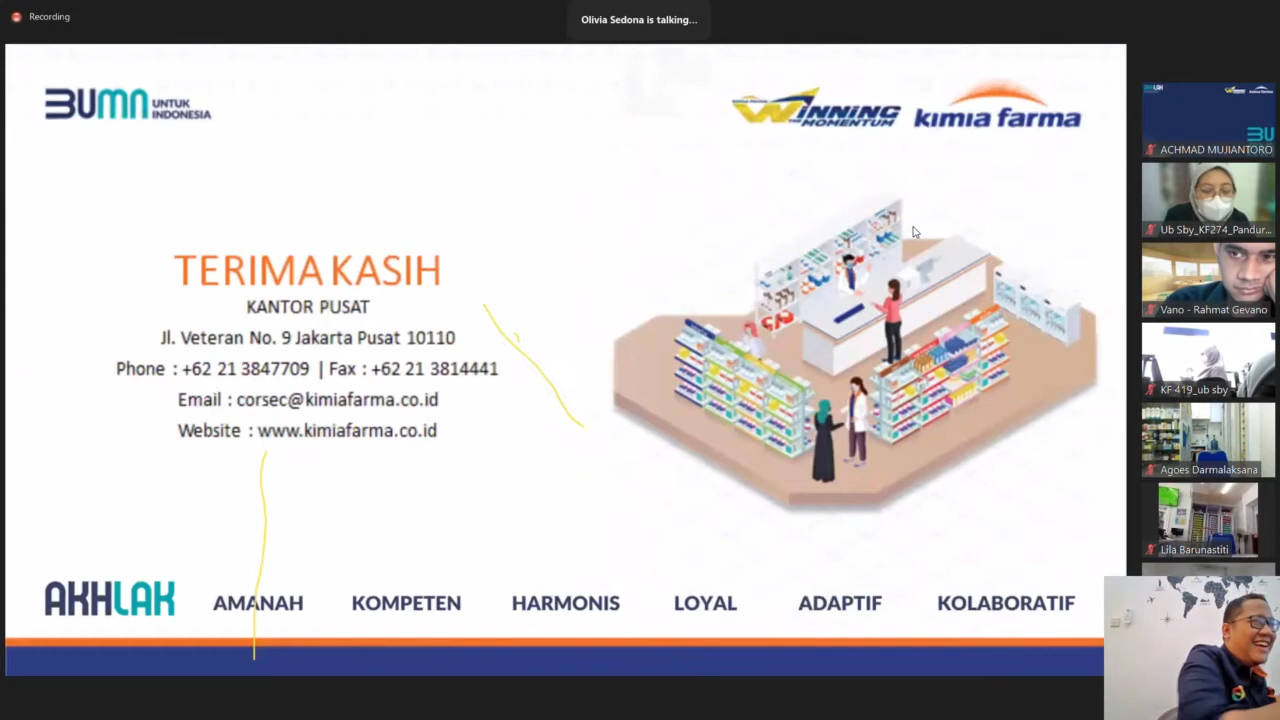 Recording
Olivia Sedona is talking...
BUMN UNTUK INDONESIA
WINNING THE MOMENTUM
kimia farma
TERIMA KASIH
KANTOR PUSAT
Jl. Veteran No. 9 Jakarta Pusat 10110
Phone : +62 21 3847709 | Fax : +62 21 3814441
Email : corsec@kimiafarma.co.id
Website : www.kimiafarma.co.id
AKHLAK AMANAH KOMPETEN HARMONIS LOYAL ADAPTIF KOLABORATIF
ACHMAD MUJIANTORO
Ub Sby_KF274_Pandur...
Vano - Rahmat Gevano
KF 419_ub sby
Agoes Darmalaksana
Lila Barunastiti